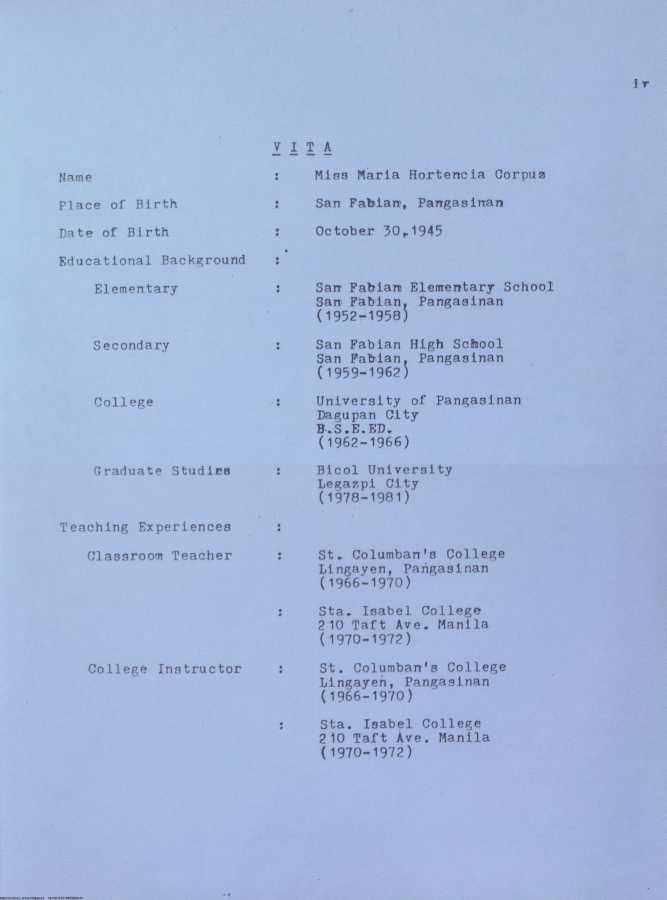 iv
V I T A
Name : Miss Maria Hortencia Corpus
Place of Birth : San Fabian, Pangasinan
Date of Birth : October 30, 1945
Educational Background :
Elementary : San Fabian Elementary School
San Fabian, Pangasinan
(1952-1958)
Secondary : San Fabian High School
San Fabian, Pangasinan
(1959-1962)
College : University of Pangasinan
Dagupan City
B.S.E.ED.
(1962-1966)
Graduate Studies : Bicol University
Legazpi City
(1978-1981)
Teaching Experiences :
Classroom Teacher : St. Columban's College
Lingayen, Pangasinan
(1966-1970)
: Sta. Isabel College
210 Taft Ave. Manila
(1970-1972)
College Instructor : St. Columban's College
Lingayen, Pangasinan
(1966-1970)
: Sta. Isabel College
210 Taft Ave. Manila
(1970-1972)